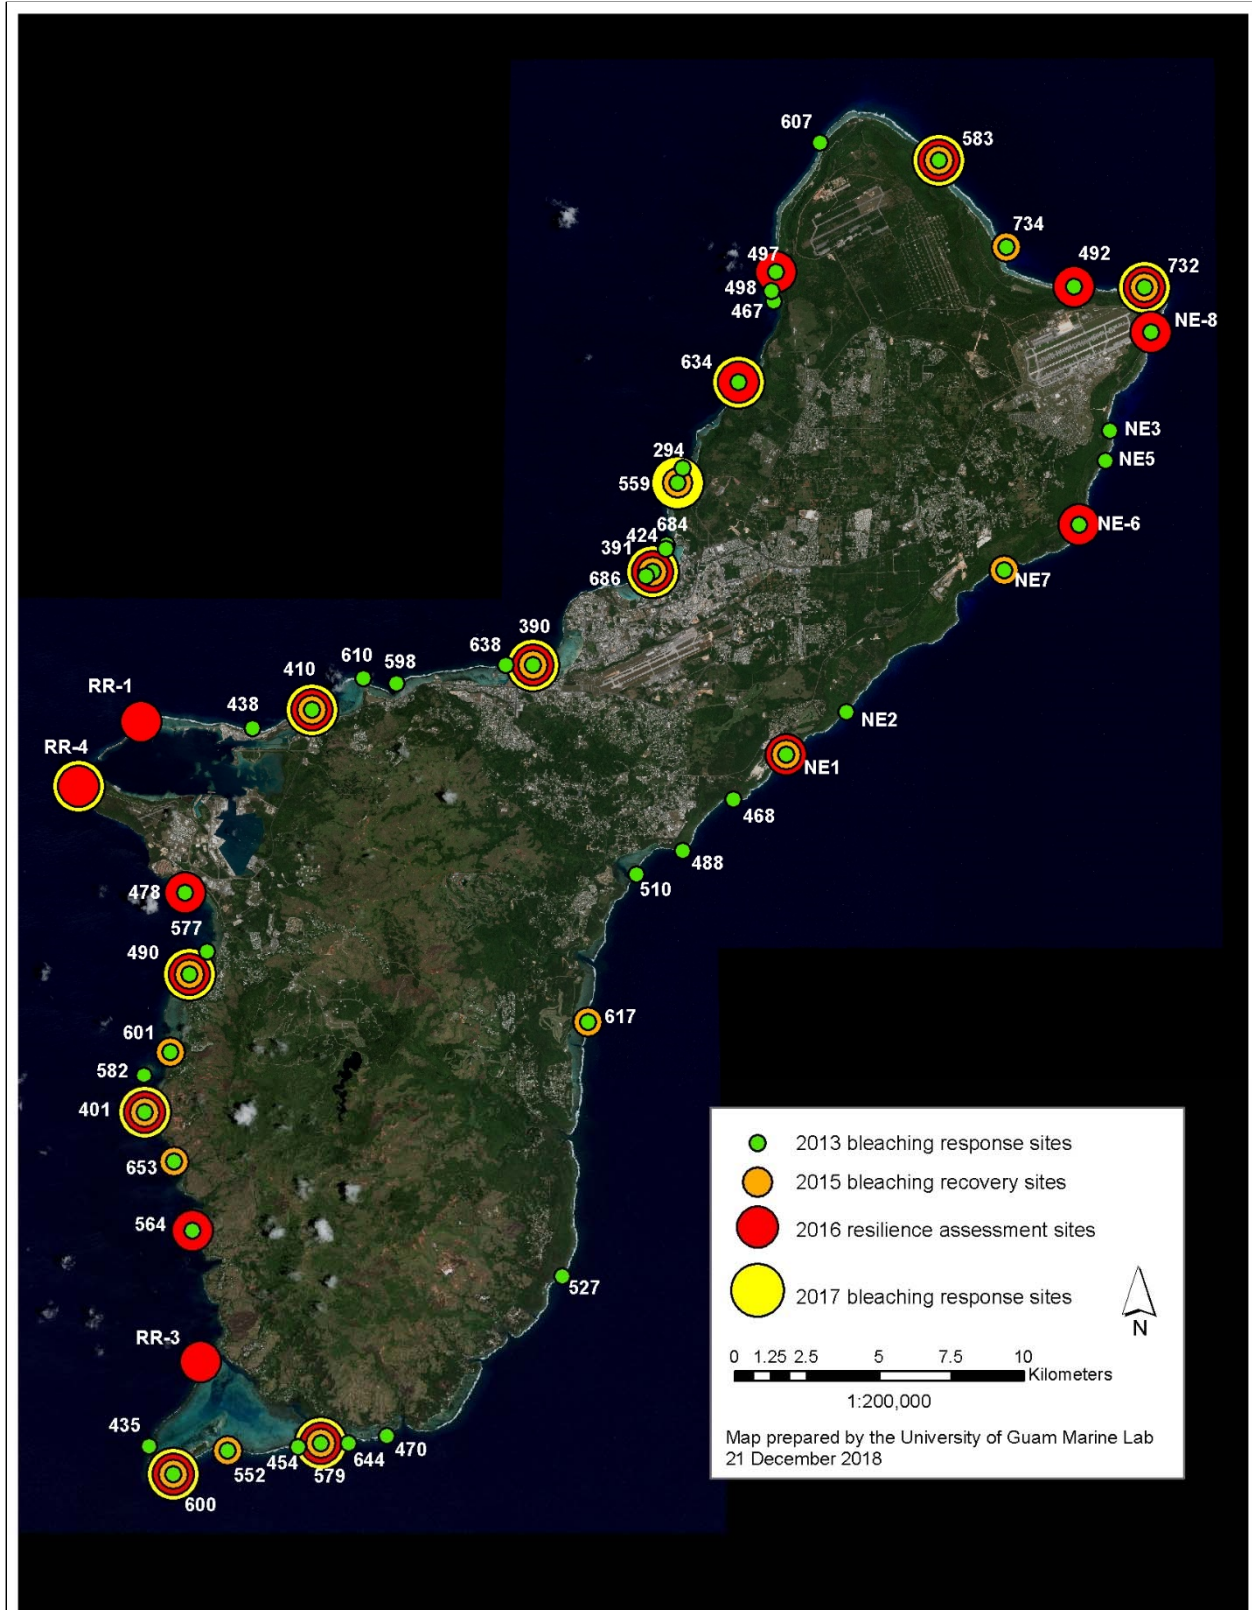 607
583
734
497
492
732
498
467
NE-8
634
NE3
294
NE5
559
684
424
NE-6
391
686
NE7
390
638
610
598
410
RR-1
438
NE2
RR-4
NE1
468
488
478
510
577
490
617
601
582
401
653
564
527
RR-3
435
470
454
644
552
579
600
2013 bleaching response sites
2015 bleaching recovery sites
2016 resilience assessment sites
2017 bleaching response sites
N
0 1.25 2.5 5 7.5 10
Kilometers
1:200,000
Map prepared by the University of Guam Marine Lab
21 December 2018